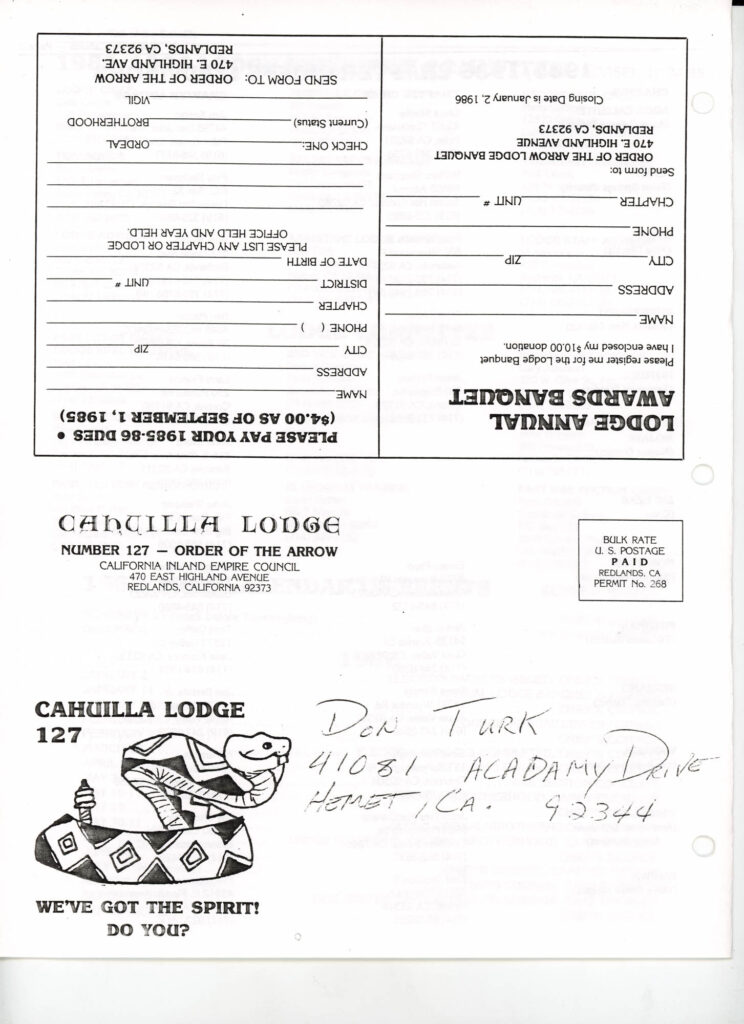 LODGE ANNUAL
AWARDS BANQUET
Please register me for the Lodge Banquet
I have enclosed my $10.00 donation.
NAME
ADDRESS
CITY ZIP
PHONE
CHAPTER UNIT #
Send form to:
ORDER OF THE ARROW LODGE BANQUET
470 E. HIGHLAND AVENUE
REDLANDS, CA 92373
Closing Date is January 2, 1986
PLEASE PAY YOUR 1985-86 DUES •
($4.00 AS OF SEPTEMBER 1, 1985)
NAME
ADDRESS
CITY ZIP
PHONE ( )
CHAPTER
DISTRICT UNIT #
DATE OF BIRTH
PLEASE LIST ANY CHAPTER OR LODGE
OFFICE HELD AND YEAR HELD.
CHECK ONE: ORDEAL
(Current Status) BROTHERHOOD
VIGIL
SEND FORM TO: ORDER OF THE ARROW
470 E. HIGHLAND AVE.
REDLANDS, CA 92373
CAHUILLA LODGE
NUMBER 127 — ORDER OF THE ARROW
CALIFORNIA INLAND EMPIRE COUNCIL
470 EAST HIGHLAND AVENUE
REDLANDS, CALIFORNIA 92373
BULK RATE
U. S. POSTAGE
PAID
REDLANDS, CA
PERMIT No. 268
CAHUILLA LODGE
127
DON TURK
41081 ACADAMY DRIVE
HEMET, CA. 92344
WE'VE GOT THE SPIRIT!
DO YOU?